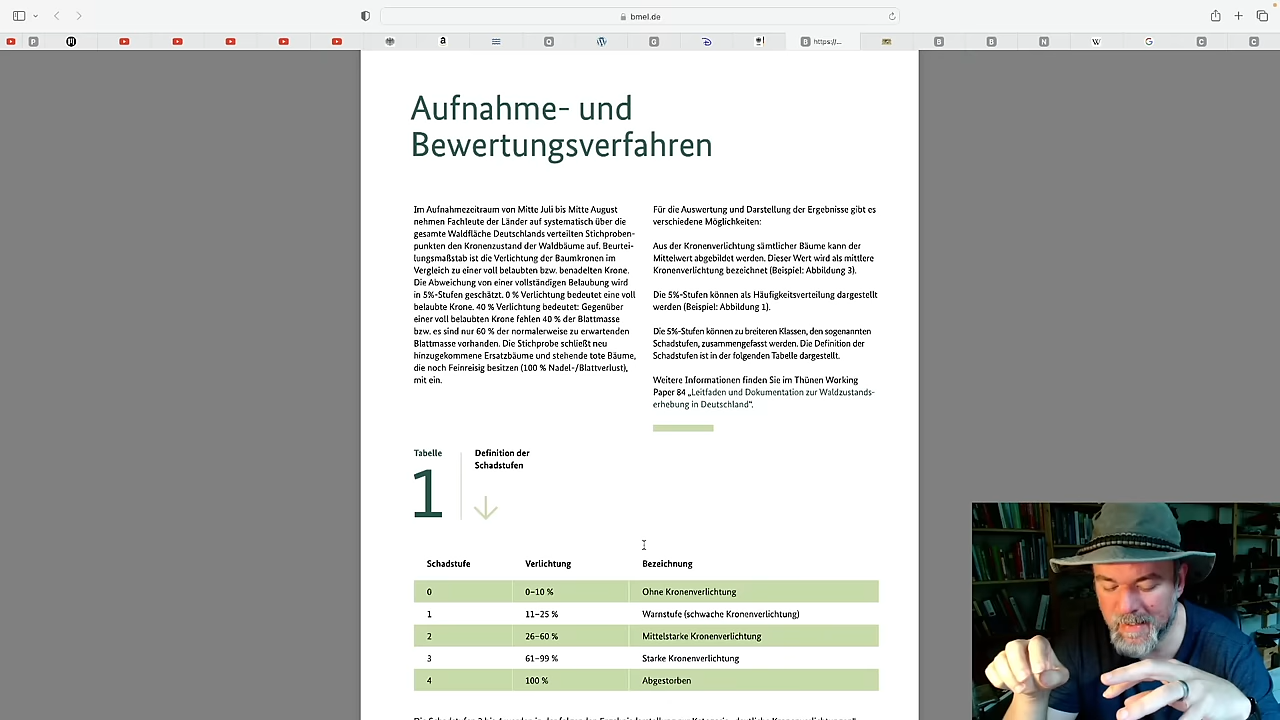 bmel.de
https://...
Aufnahme- und
Bewertungsverfahren
Im Aufnahmezeitraum von Mitte Juli bis Mitte August
nehmen Fachleute der Länder auf systematisch über die
gesamte Waldfläche Deutschlands verteilten Stichproben-
punkten den Kronenzustand der Waldbäume auf. Beurtei-
lungsmaßstab ist die Verlichtung der Baumkronen im
Vergleich zu einer voll belaubten bzw. benadelten Krone.
Die Abweichung von einer vollständigen Belaubung wird
in 5%-Stufen geschätzt. 0 % Verlichtung bedeutet eine voll
belaubte Krone. 40 % Verlichtung bedeutet: Gegenüber
einer voll belaubten Krone fehlen 40 % der Blattmasse
bzw. es sind nur 60 % der normalerweise zu erwartenden
Blattmasse vorhanden. Die Stichprobe schließt neu
hinzugekommene Ersatzbäume und stehende tote Bäume,
die noch Feinreisig besitzen (100 % Nadel-/Blattverlust),
mit ein.
Für die Auswertung und Darstellung der Ergebnisse gibt es
verschiedene Möglichkeiten:
Aus der Kronenverlichtung sämtlicher Bäume kann der
Mittelwert abgebildet werden. Dieser Wert wird als mittlere
Kronenverlichtung bezeichnet (Beispiel: Abbildung 3).
Die 5%-Stufen können als Häufigkeitsverteilung dargestellt
werden (Beispiel: Abbildung 1).
Die 5%-Stufen können zu breiteren Klassen, den sogenannten
Schadstufen, zusammengefasst werden. Die Definition der
Schadstufen ist in der folgenden Tabelle dargestellt.
Weitere Informationen finden Sie im Thünen Working
Paper 84 „Leitfaden und Dokumentation zur Waldzustands-
erhebung in Deutschland“.
Tabelle
1
Definition der
Schadstufen
Schadstufe Verlichtung Bezeichnung
0 0–10 % Ohne Kronenverlichtung
1 11–25 % Warnstufe (schwache Kronenverlichtung)
2 26–60 % Mittelstarke Kronenverlichtung
3 61–99 % Starke Kronenverlichtung
4 100 % Abgestorben